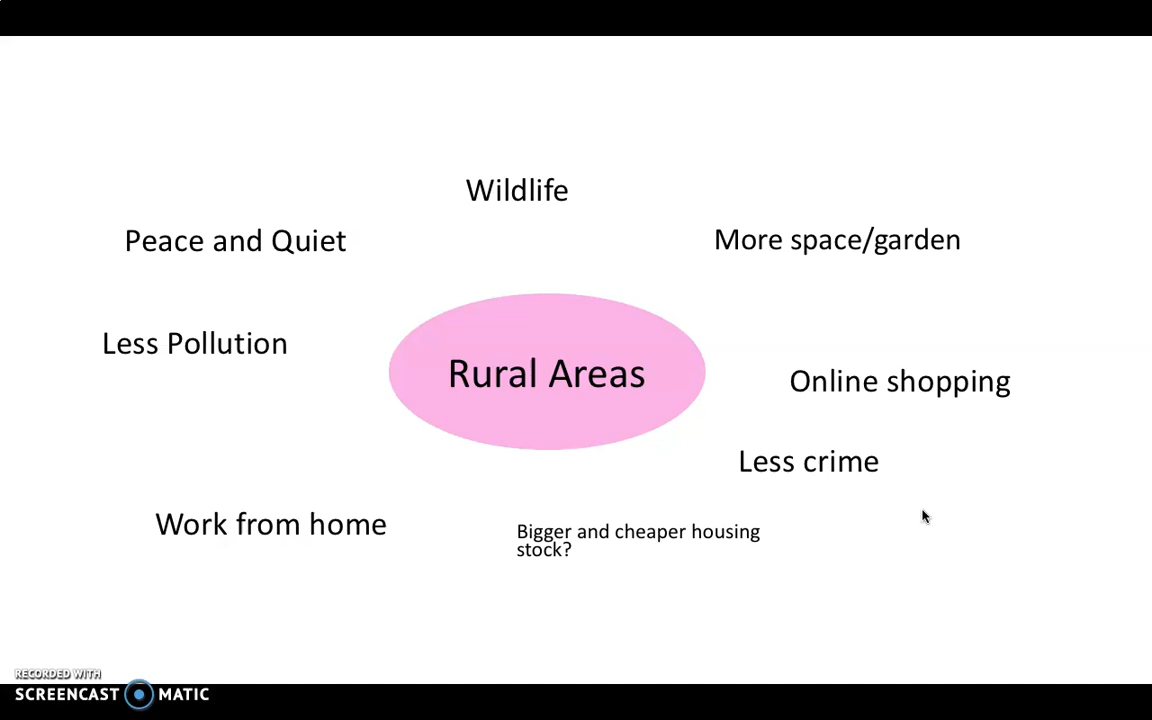 Wildlife
Peace and Quiet
More space/garden
Less Pollution
Rural Areas
Online shopping
Less crime
Work from home
Bigger and cheaper housing
stock?
RECORDED WITH
SCREENCAST MATIC